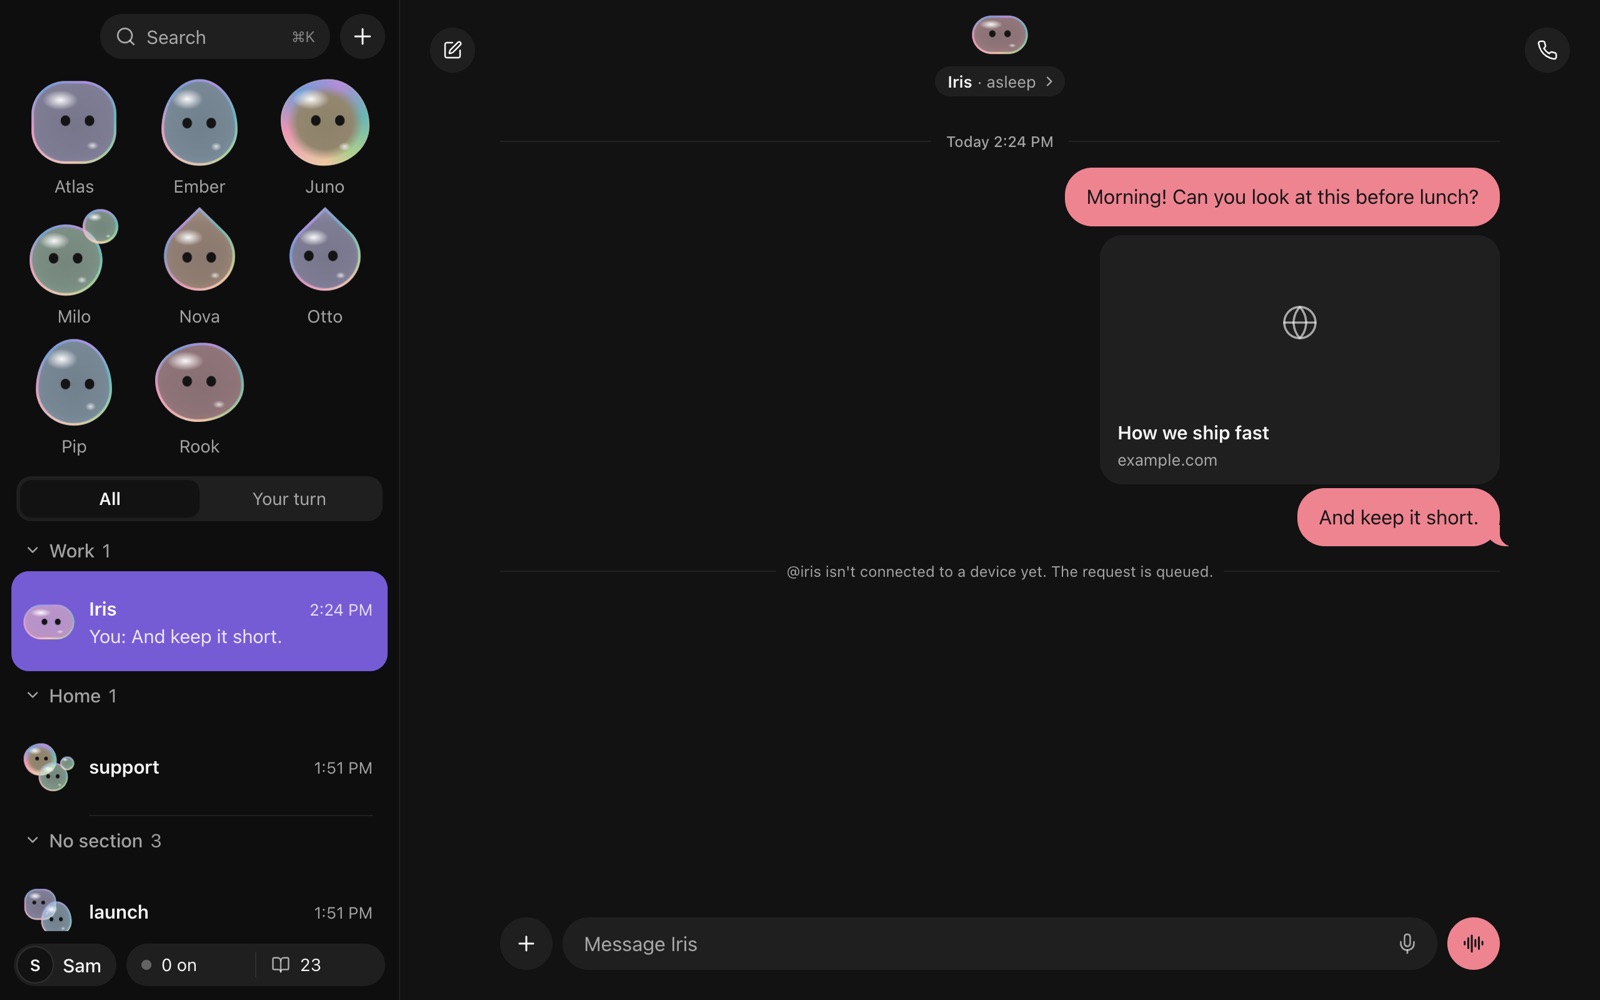 Search ⌘K
Atlas
Ember
Juno
Milo
Nova
Otto
Pip
Rook
All
Your turn
Work 1
Iris
2:24 PM
You: And keep it short.
Home 1
support
1:51 PM
No section 3
launch
1:51 PM
S
Sam
0 on
23
Iris · asleep
Today 2:24 PM
Morning! Can you look at this before lunch?
How we ship fast
example.com
And keep it short.
@iris isn't connected to a device yet. The request is queued.
Message Iris